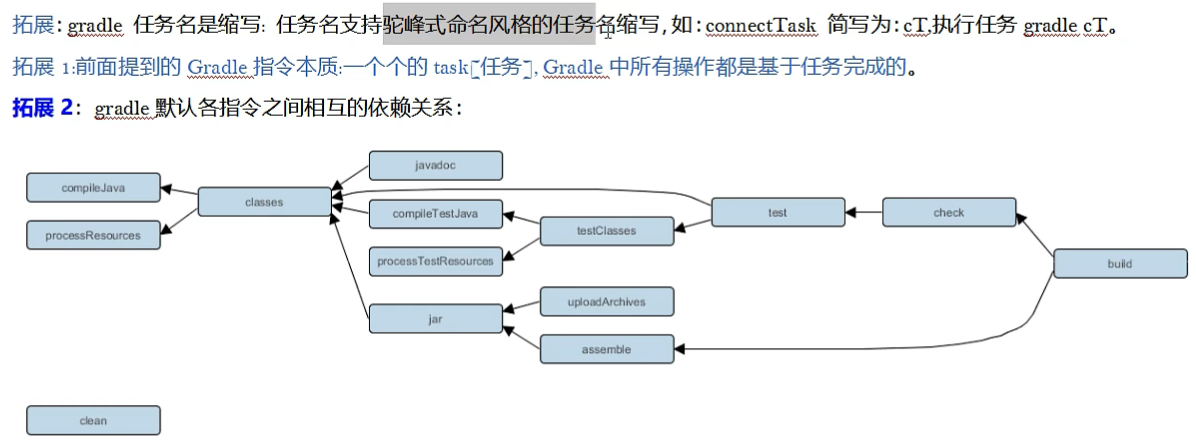 拓展:gradle 任务名是缩写: 任务名支持驼峰式命名风格的任务名缩写,如:connectTask 简写为:cT,执行任务 gradle cT。
拓展 1:前面提到的 Gradle 指令本质:一个个的 task[任务], Gradle 中所有操作都是基于任务完成的。
拓展 2: gradle 默认各指令之间相互的依赖关系:
javadoc
compileJava
classes
compileTestJava
test
check
processResources
testClasses
processTestResources
build
uploadArchives
jar
assemble
clean